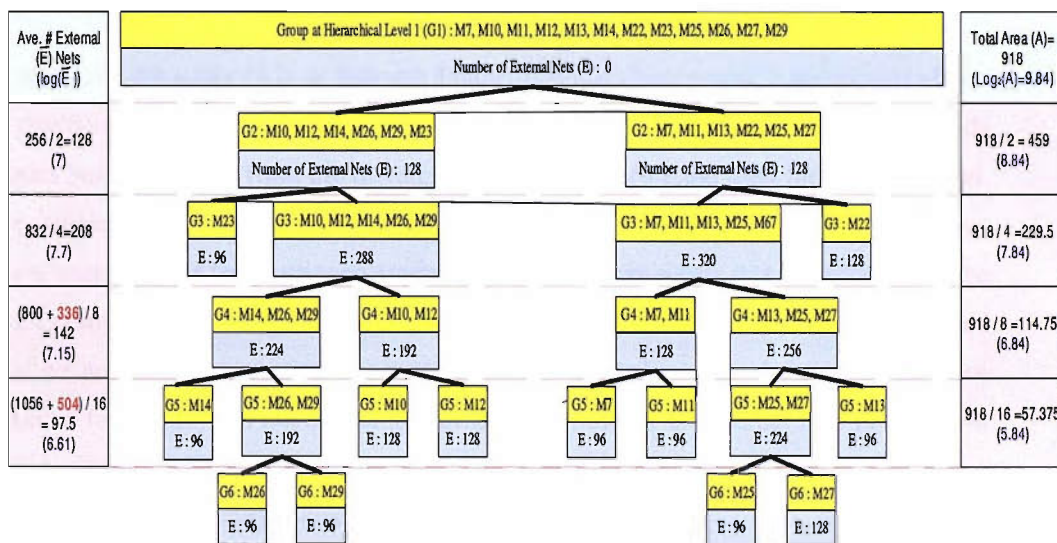 Ave. # External
(E̅) Nets
(log(E̅ ))
Group at Hierarchical Level 1 (G1) : M7, M10, M11, M12, M13, M14, M22, M23, M25, M26, M27, M29
Number of External Nets (E) : 0
Total Area (A)=
918
(Log₂(A)=9.84)
256 / 2=128
(7)
G2 : M10, M12, M14, M26, M29, M23
Number of External Nets (E) : 128
G2 : M7, M11, M13, M22, M25, M27
Number of External Nets (E) : 128
918 / 2 = 459
(8.84)
832 / 4=208
(7.7)
G3 : M23
E : 96
G3 : M10, M12, M14, M26, M29
E : 288
G3 : M7, M11, M13, M25, M67
E : 320
G3 : M22
E : 128
918 / 4 = 229.5
(7.84)
(800 + 336) / 8
= 142
(7.15)
G4 : M14, M26, M29
E : 224
G4 : M10, M12
E : 192
G4 : M7, M11
E : 128
G4 : M13, M25, M27
E : 256
918 / 8 =114.75
(6.84)
(1056 + 504) / 16
= 97.5
(6.61)
G5 : M14
E : 96
G5 : M26, M29
E : 192
G5 : M10
E : 128
G5 : M12
E : 128
G5 : M7
E : 96
G5 : M11
E : 96
G5 : M25, M27
E : 224
G5 : M13
E : 96
918 / 16 =57.375
(5.84)
G6 : M26
E : 96
G6 : M29
E : 96
G6 : M25
E : 96
G6 : M27
E : 128